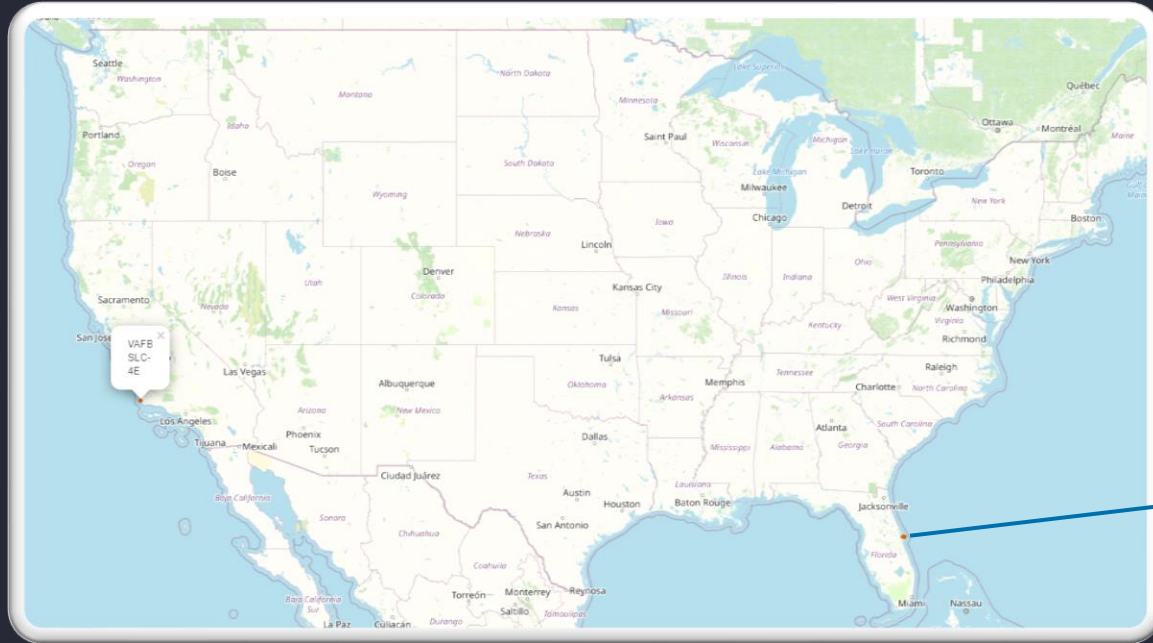 Seattle
Washington
North Dakota
Montana
Lake Superior
Québec
Minnesota
Ottawa
Montréal
Portland
Idaho
Saint Paul
Wisconsin
Michigan
Lake Huron
Maine
Oregon
Boise
South Dakota
Lake Michigan
Toronto
Wyoming
Milwaukee
Detroit
New York
Chicago
Boston
Nebraska
Iowa
Lincoln
Pennsylvania
New York
Denver
Utah
Colorado
Illinois
Indiana
Ohio
Philadelphia
Sacramento
Nevada
Kansas City
Kansas
Missouri
West Virginia
Washington
Virginia
Kentucky
Richmond
San José
VAFB
SLC-
4E
×
Las Vegas
Tulsa
Raleigh
Albuquerque
Oklahoma
Memphis
Tennessee
Charlotte
North Carolina
Arizona
New Mexico
Arkansas
Los Angeles
Phoenix
Tijuana
Mexicali
Tucson
Dallas
Atlanta
South Carolina
Mississippi
Alabama
Georgia
Ciudad Juárez
Texas
Louisiana
Baja California
Austin
Houston
Baton Rouge
Jacksonville
Sonora
San Antonio
Chihuahua
Florida
Coahuila
Baja California
Sur
Torreón
Monterrey
Reynosa
Saltillo
Tamaulipas
Miami
Nassau
La Paz
Culiacán
Durango